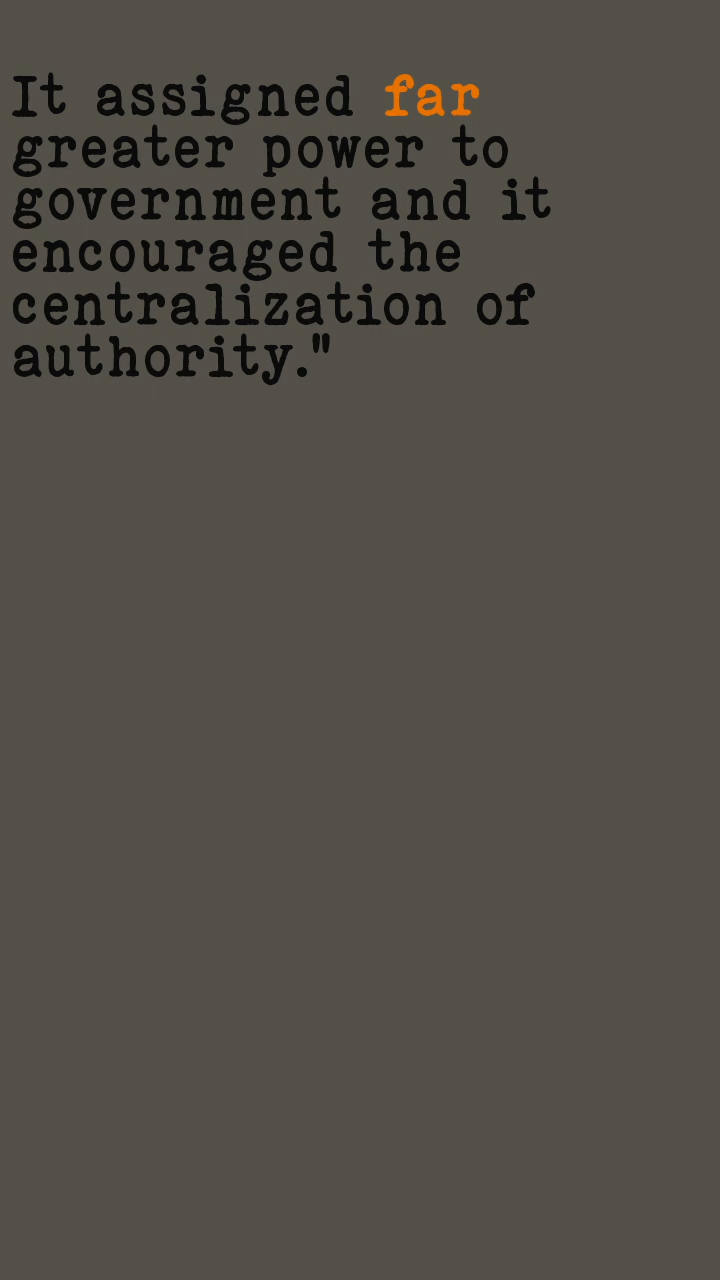 It assigned far
greater power to
government and it
encouraged the
centralization of
authority."